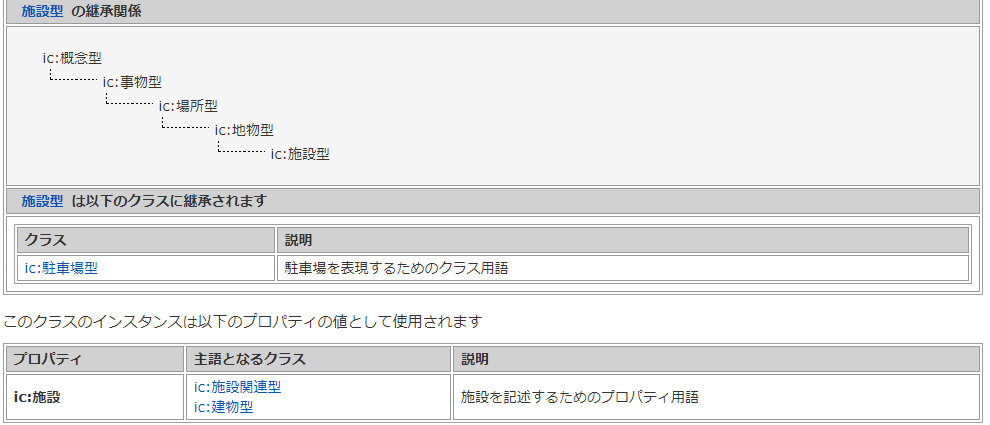 施設型 の継承関係
ic:概念型
ic:事物型
ic:場所型
ic:地物型
ic:施設型
施設型 は以下のクラスに継承されます
クラス 説明
ic:駐車場型 駐車場を表現するためのクラス用語
このクラスのインスタンスは以下のプロパティの値として使用されます
プロパティ 主語となるクラス 説明
ic:施設 ic:施設関連型 施設を記述するためのプロパティ用語
ic:建物型